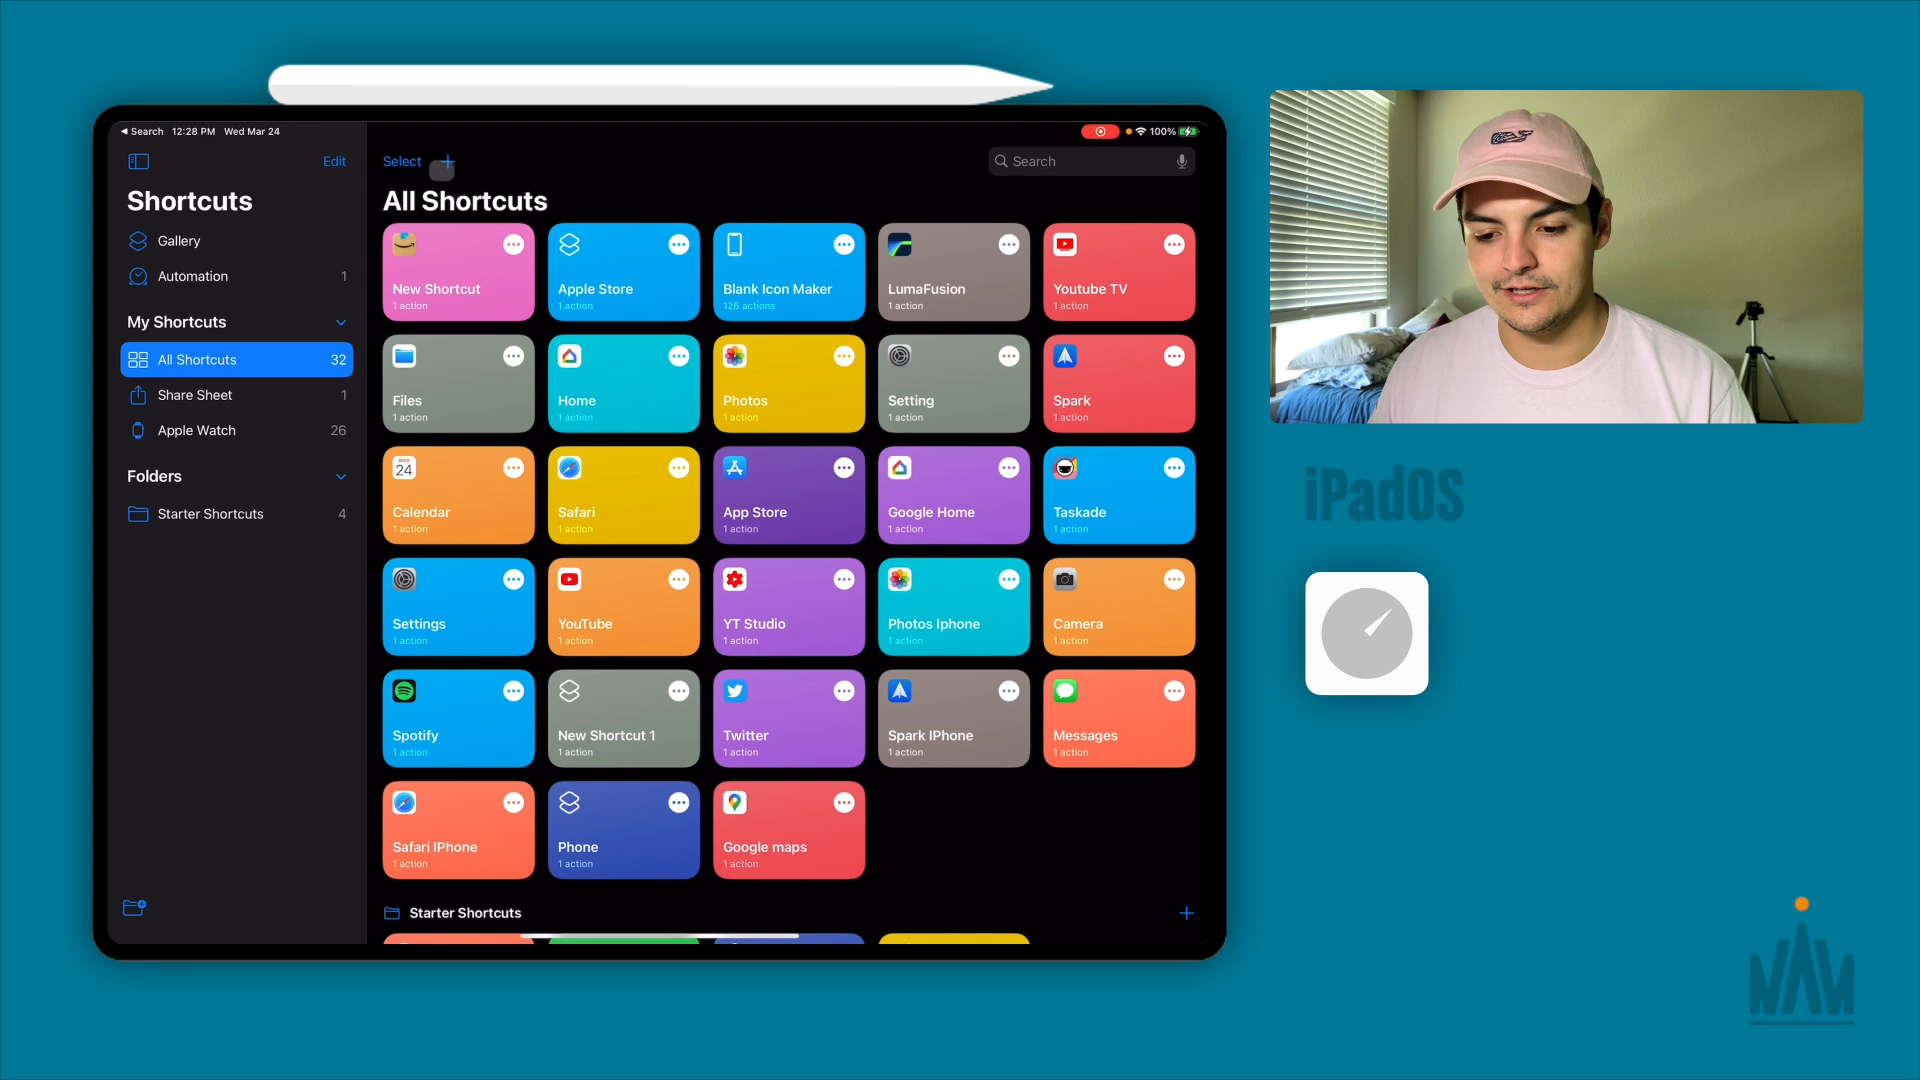 ◀ Search 12:28 PM Wed Mar 24
100%
Edit
Select
Search
Shortcuts
Gallery
Automation 1
My Shortcuts
All Shortcuts 32
Share Sheet 1
Apple Watch 26
Folders
Starter Shortcuts 4
All Shortcuts
New Shortcut
1 action
Apple Store
1 action
Blank Icon Maker
126 actions
LumaFusion
1 action
Youtube TV
1 action
Files
1 action
Home
1 action
Photos
1 action
Setting
1 action
Spark
1 action
WED
24
Calendar
1 action
Safari
1 action
App Store
1 action
Google Home
1 action
Taskade
1 action
Settings
1 action
YouTube
1 action
YT Studio
1 action
Photos Iphone
1 action
Camera
1 action
Spotify
1 action
New Shortcut 1
1 action
Twitter
1 action
Spark IPhone
1 action
Messages
1 action
Safari IPhone
1 action
Phone
1 action
Google maps
1 action
Starter Shortcuts
iPadOS